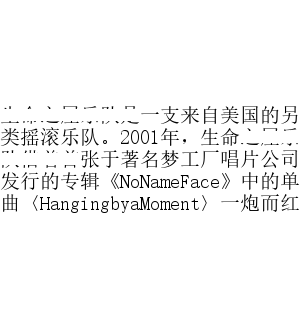 一支来自美国的另
类摇滚乐队。2001年，生命
张于著名梦工厂唱片公司
发行的专辑《NoNameFace》中的单
曲〈HangingbyaMoment〉一炮而红